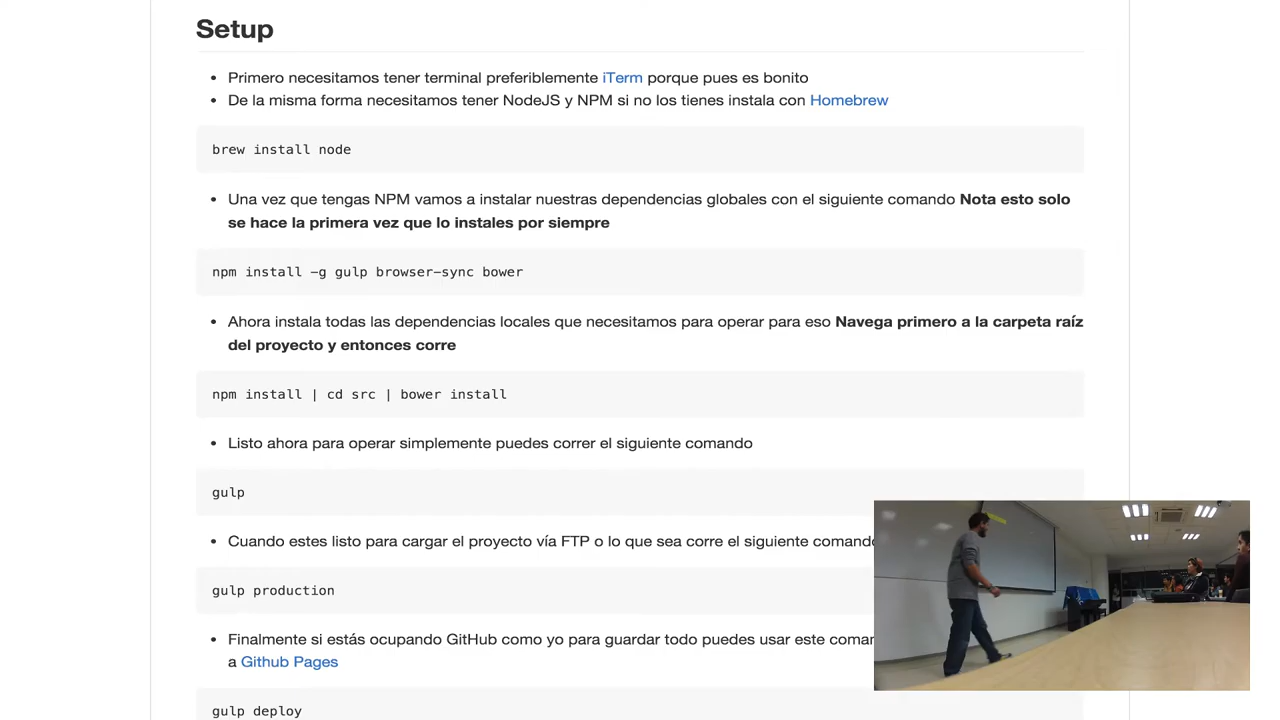 Setup
Primero necesitamos tener terminal preferiblemente iTerm porque pues es bonito
De la misma forma necesitamos tener NodeJS y NPM si no los tienes instala con Homebrew
brew install node
Una vez que tengas NPM vamos a instalar nuestras dependencias globales con el siguiente comando Nota esto solo
se hace la primera vez que lo instales por siempre
npm install -g gulp browser-sync bower
Ahora instala todas las dependencias locales que necesitamos para operar para eso Navega primero a la carpeta raíz
del proyecto y entonces corre
npm install | cd src | bower install
Listo ahora para operar simplemente puedes correr el siguiente comando
gulp
Cuando estes listo para cargar el proyecto vía FTP o lo que sea corre el siguiente comando
gulp production
Finalmente si estás ocupando GitHub como yo para guardar todo puedes usar este
a Github Pages
gulp deploy